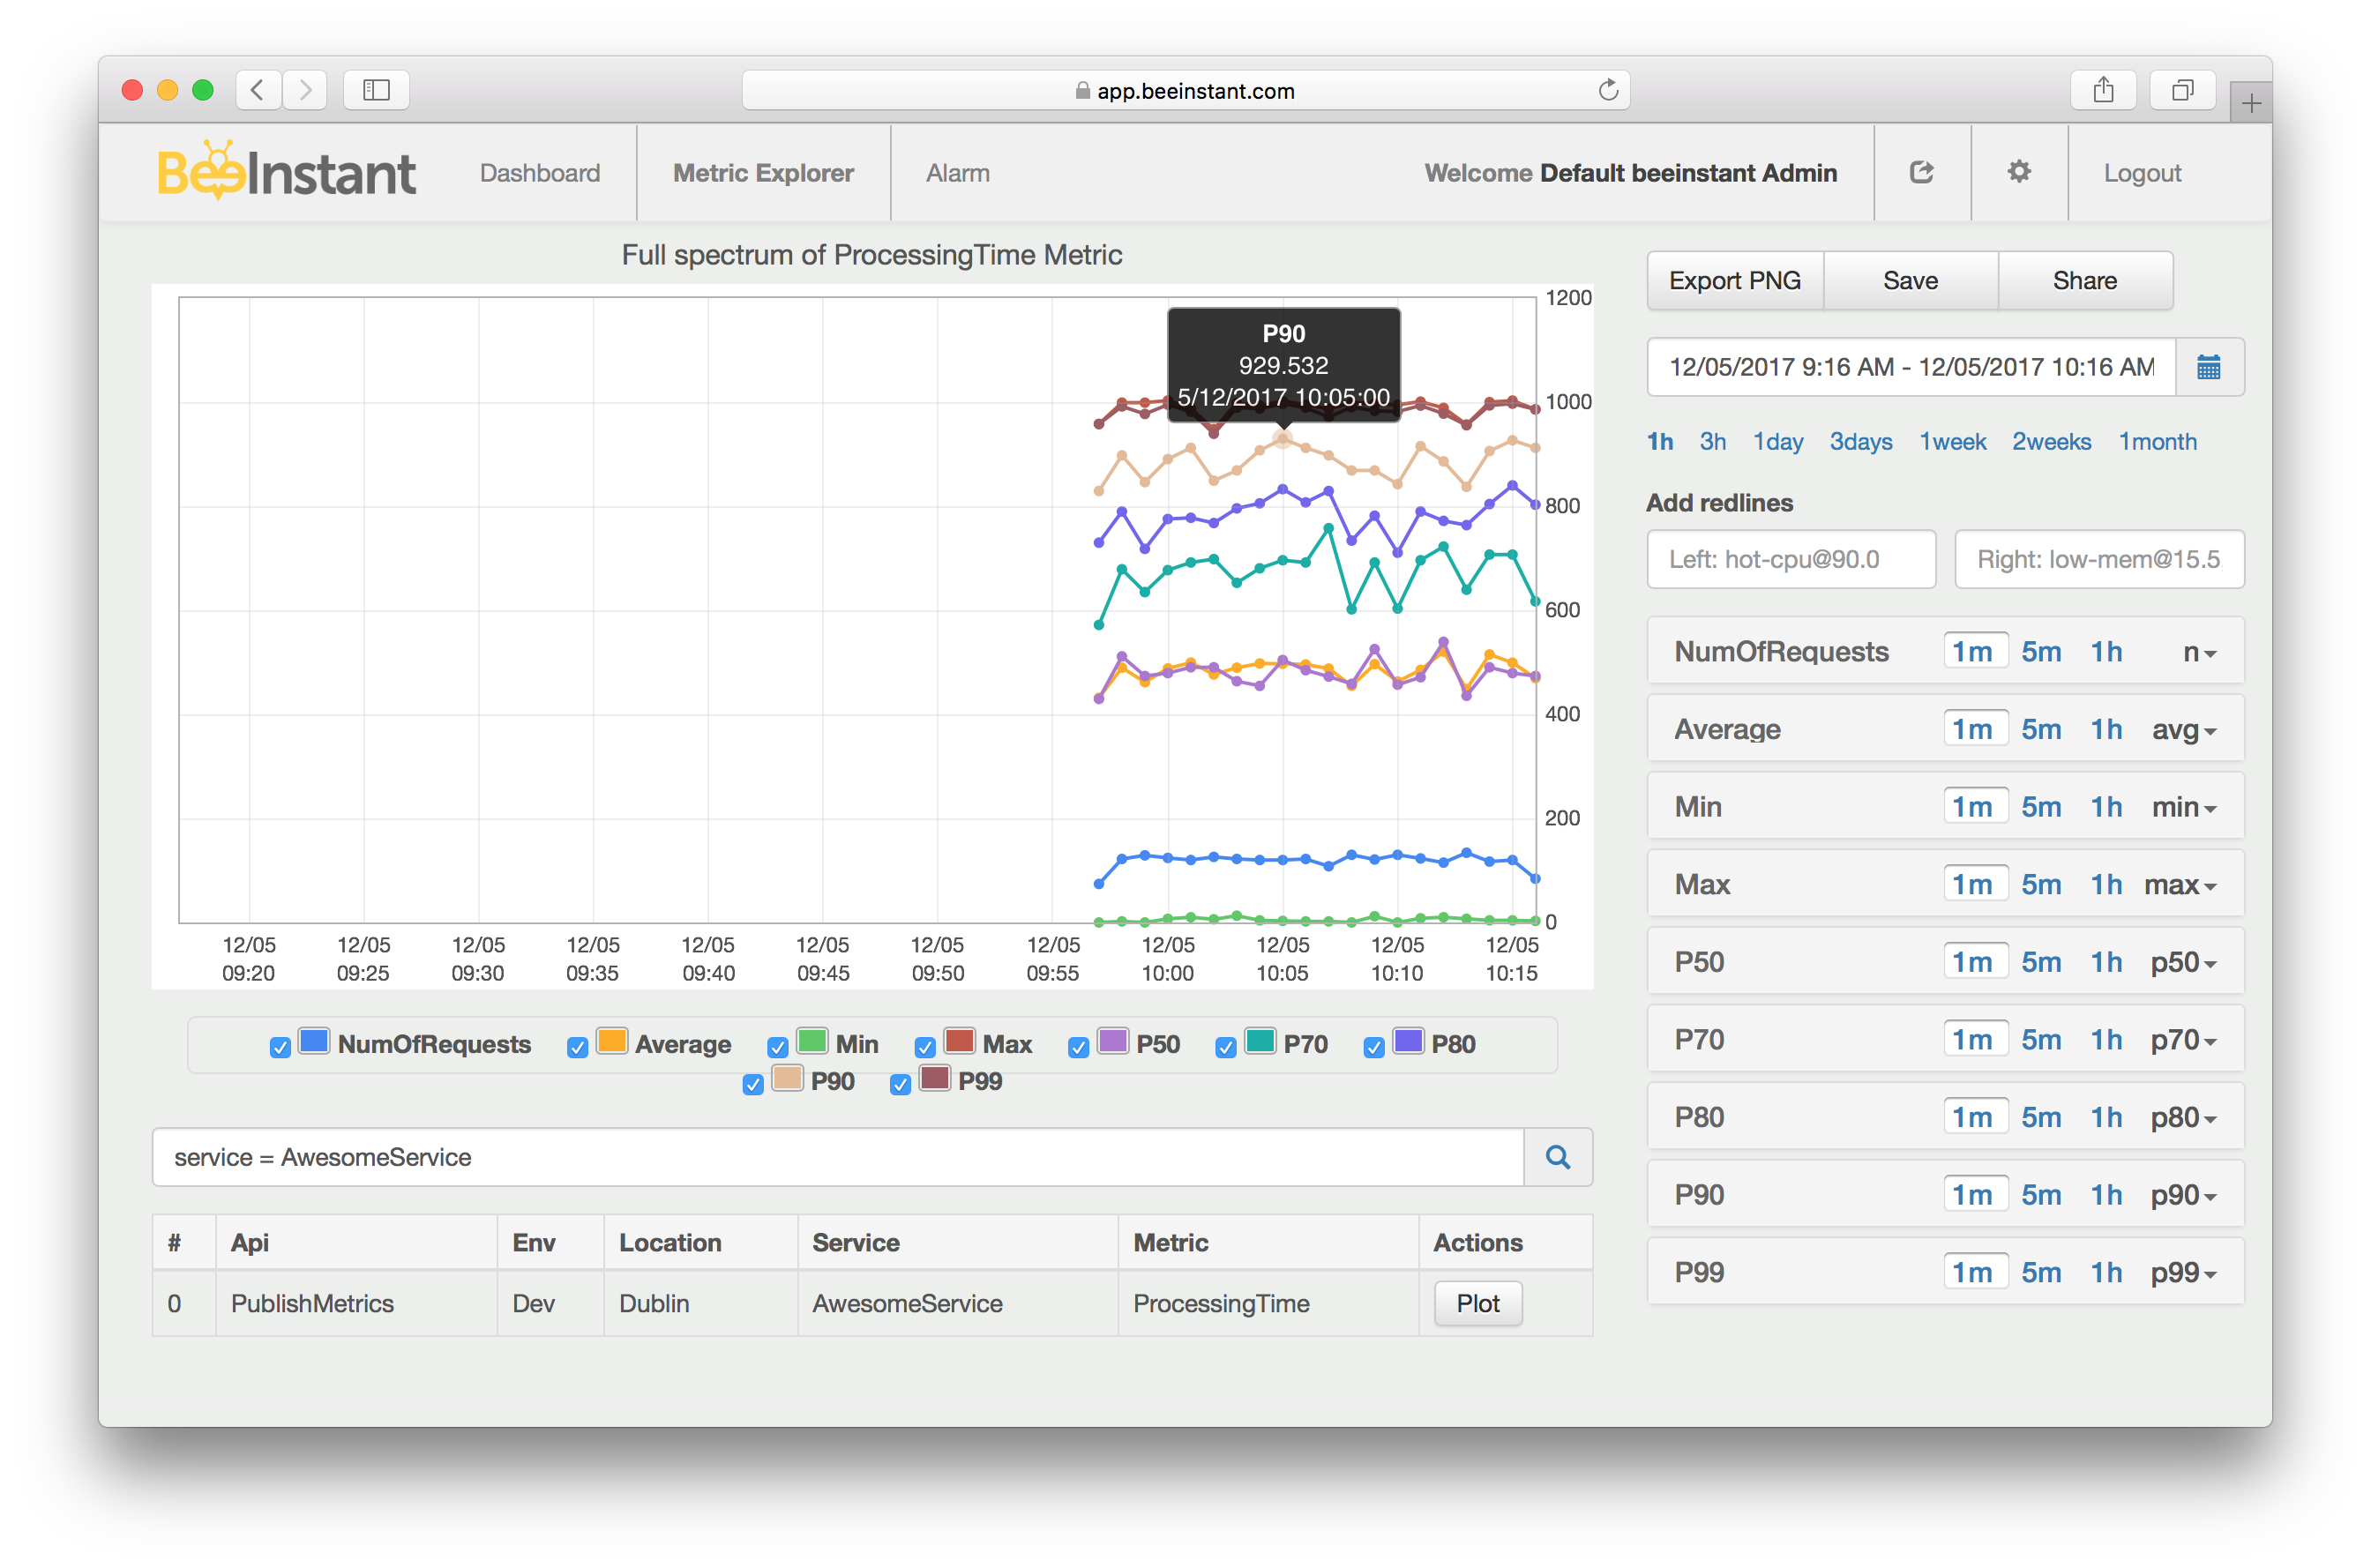 app.beeinstant.com
BeeInstant
Dashboard
Metric Explorer
Alarm
Welcome Default beeinstant Admin
Logout
Full spectrum of ProcessingTime Metric
1200
1000
800
600
400
200
0
P90
929.532
5/12/2017 10:05:00
12/05 12/05 12/05 12/05 12/05 12/05 12/05 12/05 12/05 12/05 12/05 12/05
09:20 09:25 09:30 09:35 09:40 09:45 09:50 09:55 10:00 10:05 10:10 10:15
NumOfRequests Average Min Max P50 P70 P80
P90 P99
service = AwesomeService
# Api Env Location Service Metric Actions
0 PublishMetrics Dev Dublin AwesomeService ProcessingTime Plot
Export PNG Save Share
12/05/2017 9:16 AM - 12/05/2017 10:16 AM
1h 3h 1day 3days 1week 2weeks 1month
Add redlines
Left: hot-cpu@90.0 Right: low-mem@15.5
NumOfRequests 1m 5m 1h n
Average 1m 5m 1h avg
Min 1m 5m 1h min
Max 1m 5m 1h max
P50 1m 5m 1h p50
P70 1m 5m 1h p70
P80 1m 5m 1h p80
P90 1m 5m 1h p90
P99 1m 5m 1h p99